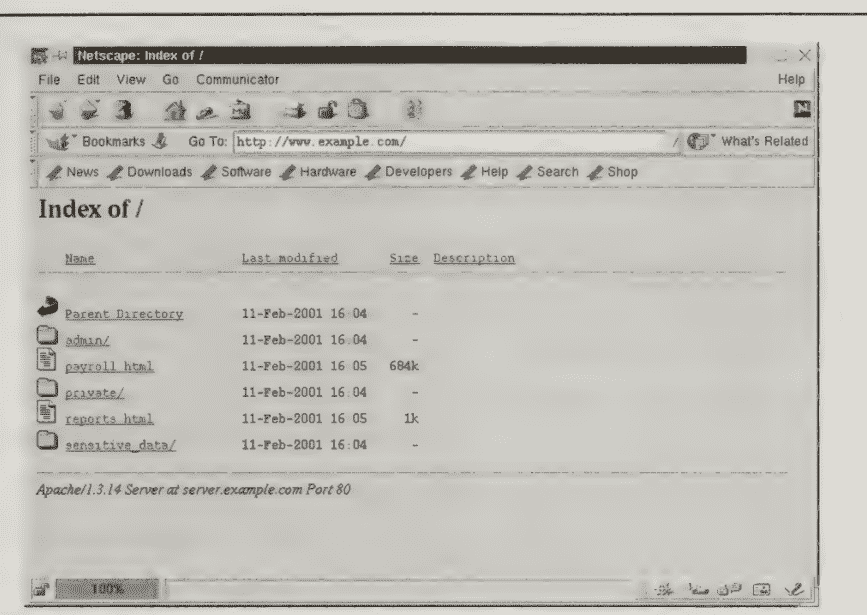 Netscape: Index of /
File Edit View Go Communicator Help
N
Bookmarks Go To: http://www.example.com/ What's Related
News Downloads Software Hardware Developers Help Search Shop
Index of /
Name Last modified Size Description
Parent Directory 11-Feb-2001 16:04 -
admin/ 11-Feb-2001 16:04 -
payroll.html 11-Feb-2001 16:05 684k
private/ 11-Feb-2001 16:04 -
reports.html 11-Feb-2001 16:05 1k
sensitive_data/ 11-Feb-2001 16:04 -
Apache/1.3.14 Server at server.example.com Port 80
100%